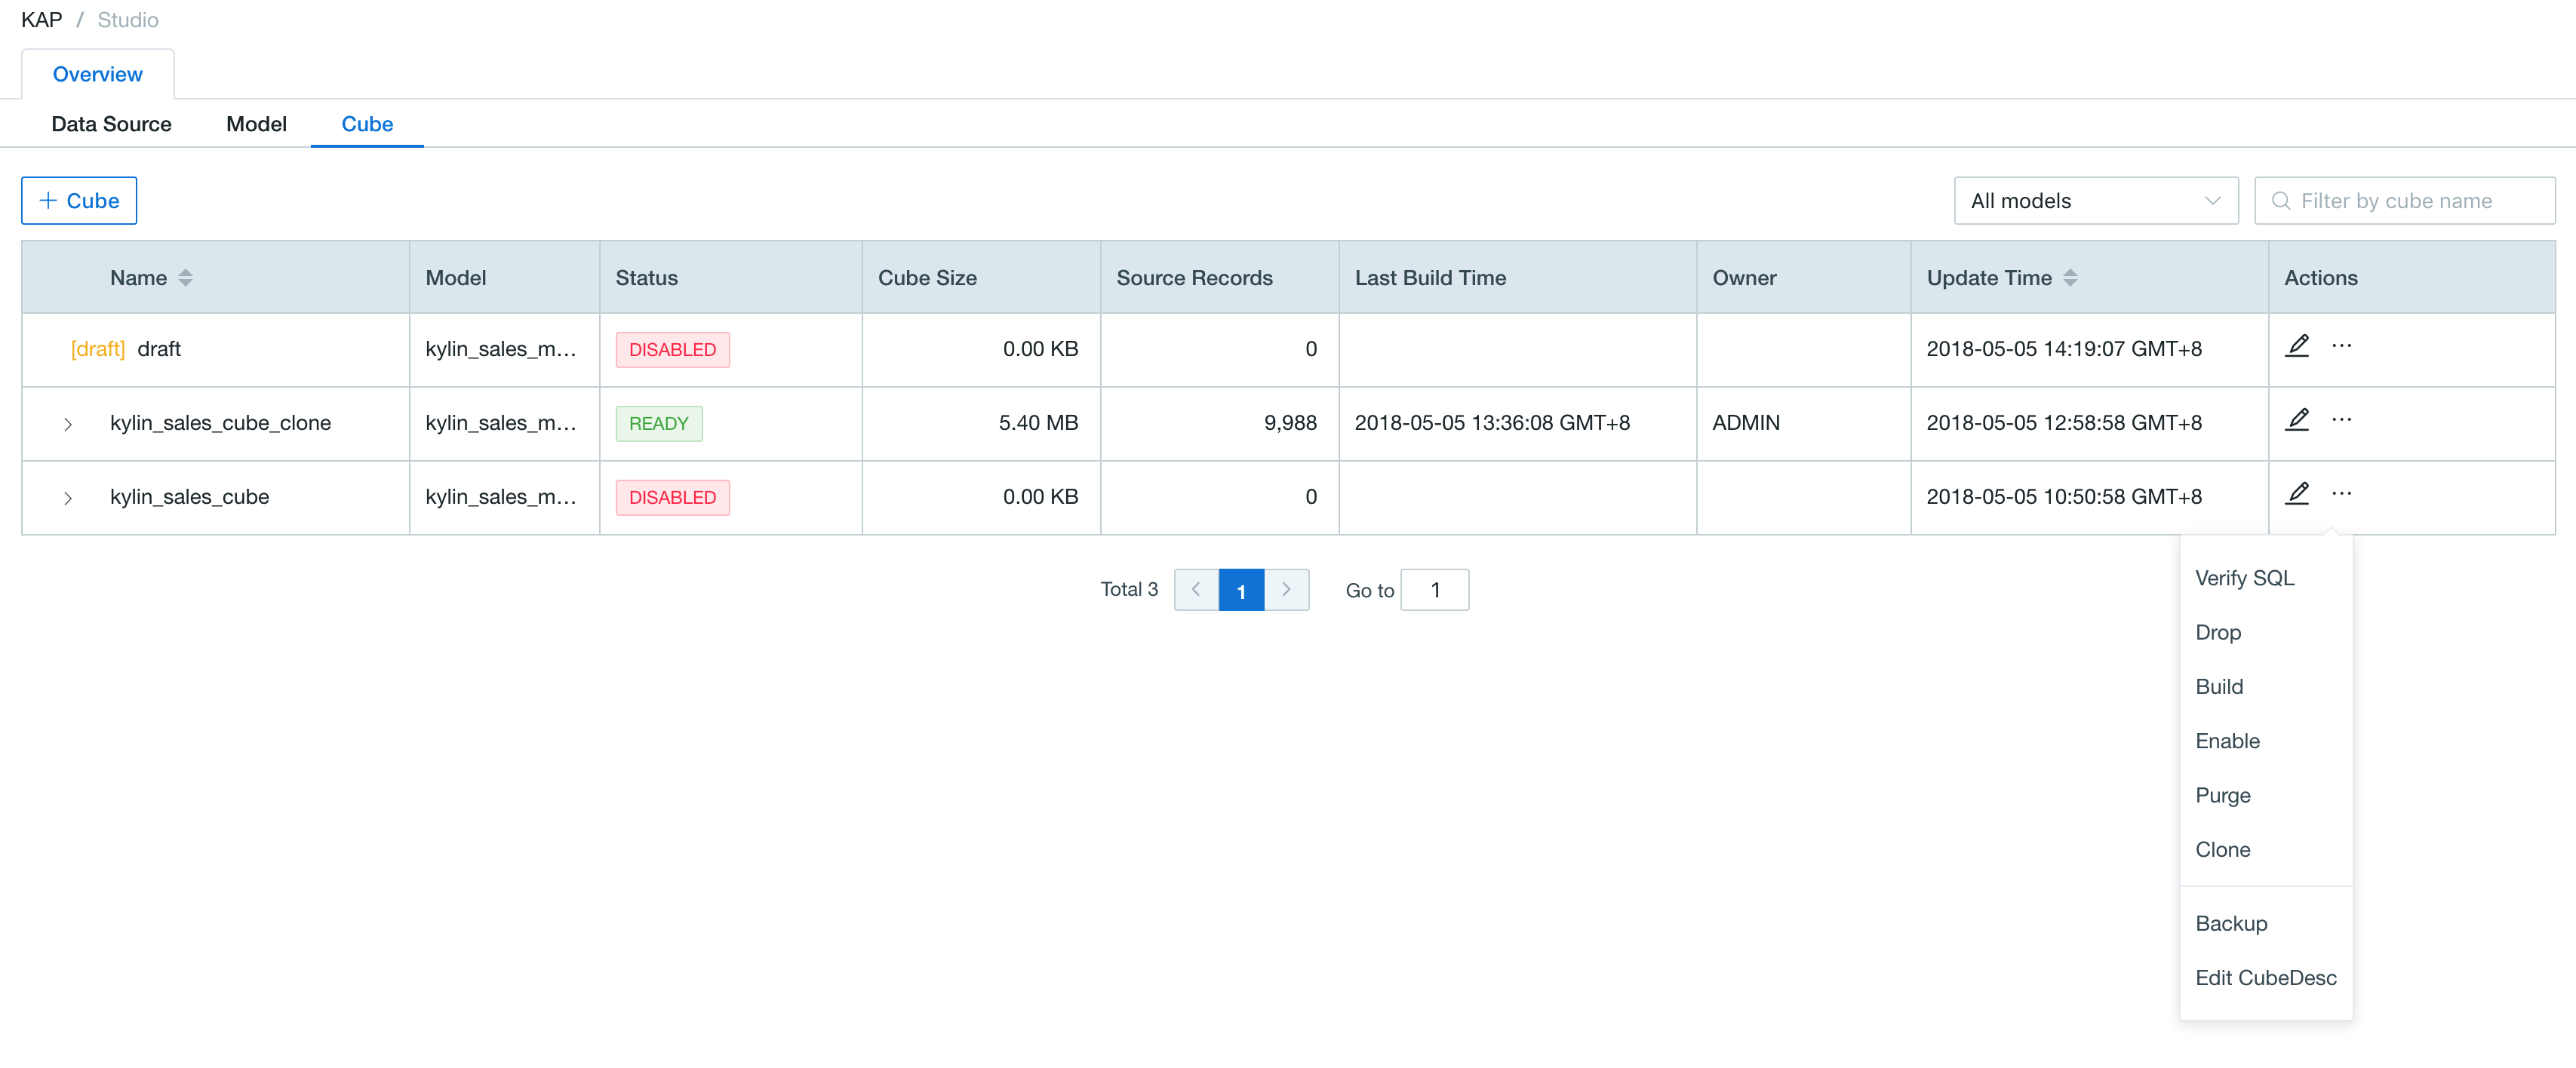 KAP / Studio
Overview
Data Source Model Cube
+ Cube All models Filter by cube name
Name Model Status Cube Size Source Records Last Build Time Owner Update Time Actions
[draft] draft kylin_sales_m... DISABLED 0.00 KB 0 2018-05-05 14:19:07 GMT+8 ...
kylin_sales_cube_clone kylin_sales_m... READY 5.40 MB 9,988 2018-05-05 13:36:08 GMT+8 ADMIN 2018-05-05 12:58:58 GMT+8 ...
kylin_sales_cube kylin_sales_m... DISABLED 0.00 KB 0 2018-05-05 10:50:58 GMT+8 ...
Total 3 < 1 > Go to 1
Verify SQL
Drop
Build
Enable
Purge
Clone
Backup
Edit CubeDesc